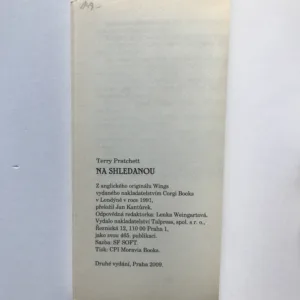 Terry Pratchett
NA SHLEDANOU
Z anglického originálu Wings
vydaného nakladatelstvím Corgi Books
v Londýně v roce 1991,
přeložil Jan Kantůrek.
Odpovědná redaktorka: Lenka Weingartová.
Vydalo nakladatelství Talpress, spol. s r. o.,
Řeznická 12, 110 00 Praha 1,
jako svou 465. publikaci.
Sazba: SF SOFT
Tisk: CPI Moravia Books.
Druhé vydání, Praha 2009.